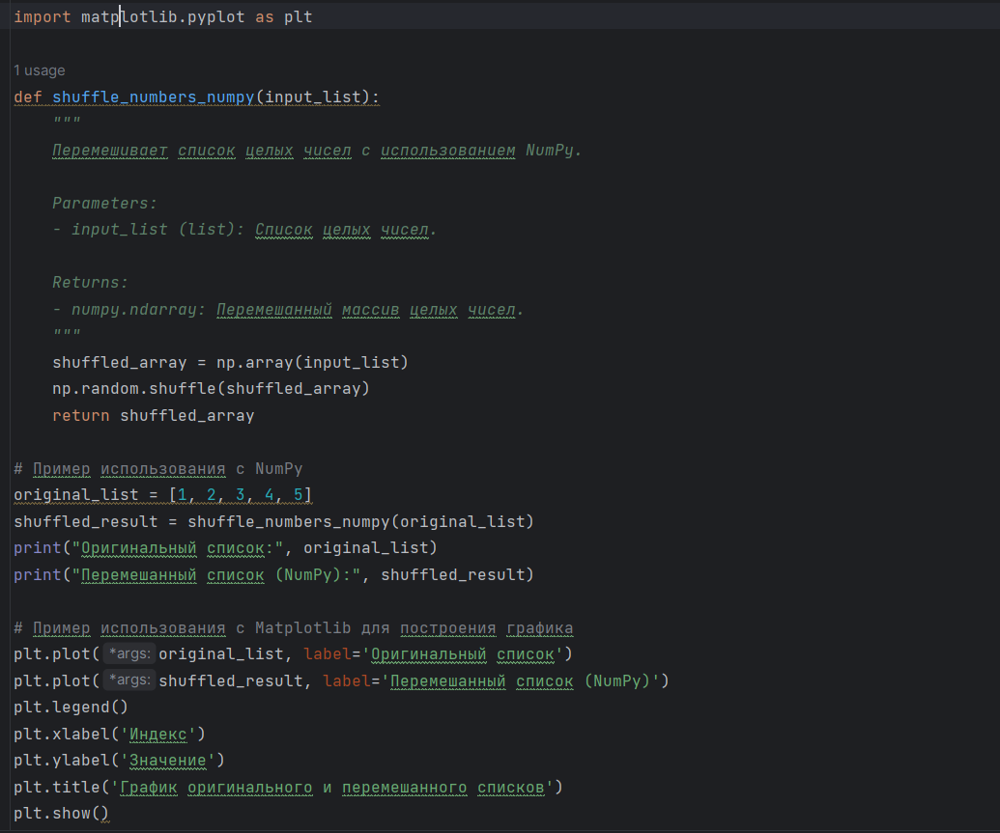 import matplotlib.pyplot as plt
1 usage
def shuffle_numbers_numpy(input_list):
"""
Перемешивает список целых чисел с использованием NumPy.
Parameters:
- input_list (list): Список целых чисел.
Returns:
- numpy.ndarray: Перемешанный массив целых чисел.
"""
shuffled_array = np.array(input_list)
np.random.shuffle(shuffled_array)
return shuffled_array
# Пример использования с NumPy
original_list = [1, 2, 3, 4, 5]
shuffled_result = shuffle_numbers_numpy(original_list)
print("Оригинальный список:", original_list)
print("Перемешанный список (NumPy):", shuffled_result)
# Пример использования с Matplotlib для построения графика
plt.plot( *args: original_list, label='Оригинальный список')
plt.plot( *args: shuffled_result, label='Перемешанный список (NumPy)')
plt.legend()
plt.xlabel('Индекс')
plt.ylabel('Значение')
plt.title('График оригинального и перемешанного списков')
plt.show()